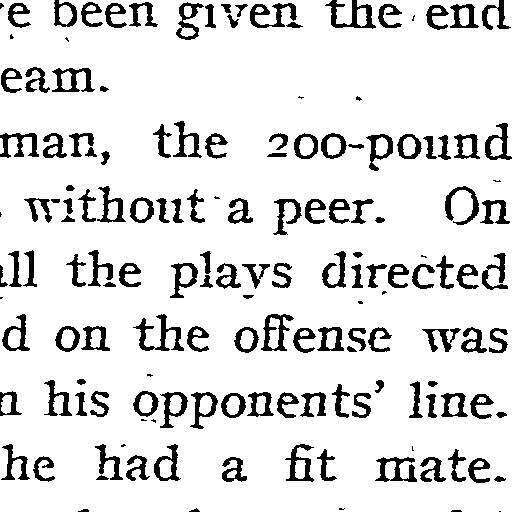 been given the end
eam.
man, the 200-pound
without a peer. On
all the plays directed
d on the offense was
n his opponents' line.
he had a fit mate.